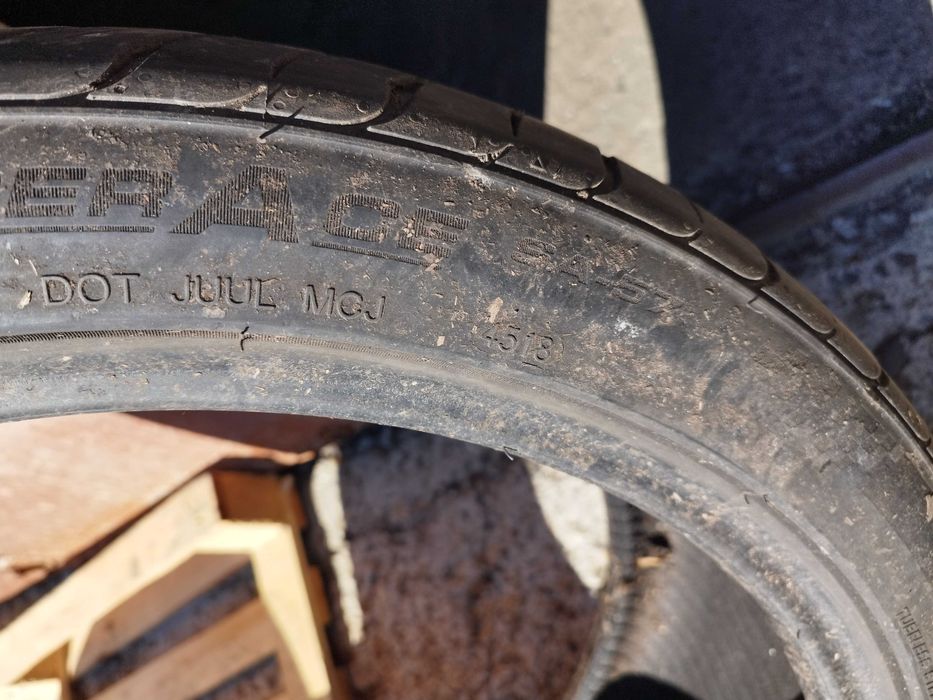 ERACE SA-57
DOT JUUL MCJ 4518